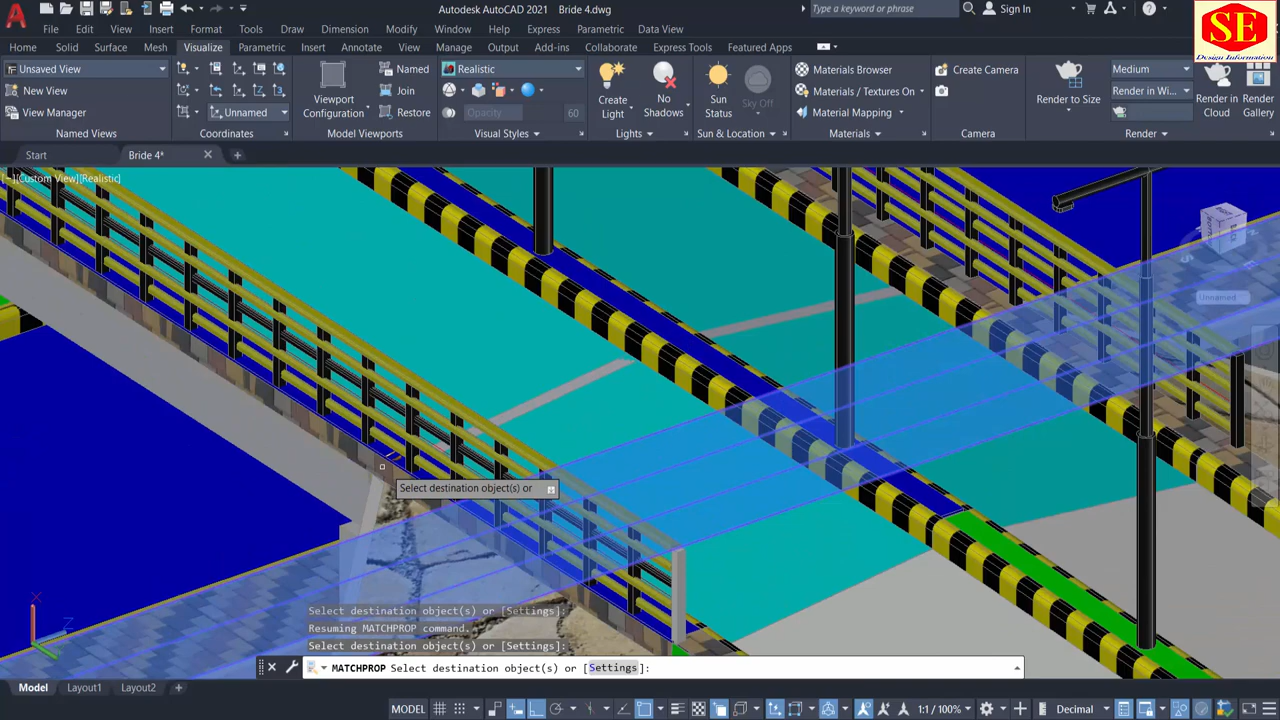 Autodesk AutoCAD 2021 Bride 4.dwg
Type a keyword or phrase
Sign In
SE
Design Information
File Edit View Insert Format Tools Draw Dimension Modify Window Help Express Parametric Data View
Home Solid Surface Mesh Visualize Parametric Insert Annotate View Manage Output Add-ins Collaborate Express Tools Featured Apps
Unsaved View
New View
View Manager
Named Views
Unnamed
Coordinates
Viewport
Configuration
Named
Join
Restore
Model Viewports
Realistic
Opacity 60
Visual Styles
Create
Light
No
Shadows
Lights
Sun
Status
Sky Off
Sun & Location
Materials Browser
Materials / Textures On
Material Mapping
Materials
Create Camera
Camera
Render to Size
Medium
Render in Wi...
Render in
Cloud
Render
Gallery
Render
Start Bride 4*
[−][Custom View][Realistic]
Unnamed
Select destination object(s) or
Select destination object(s) or [Settings]:
Resuming MATCHPROP command.
Select destination object(s) or [Settings]:
MATCHPROP Select destination object(s) or [Settings]:
X
Z
Model Layout1 Layout2
MODEL
1:1 / 100%
Decimal